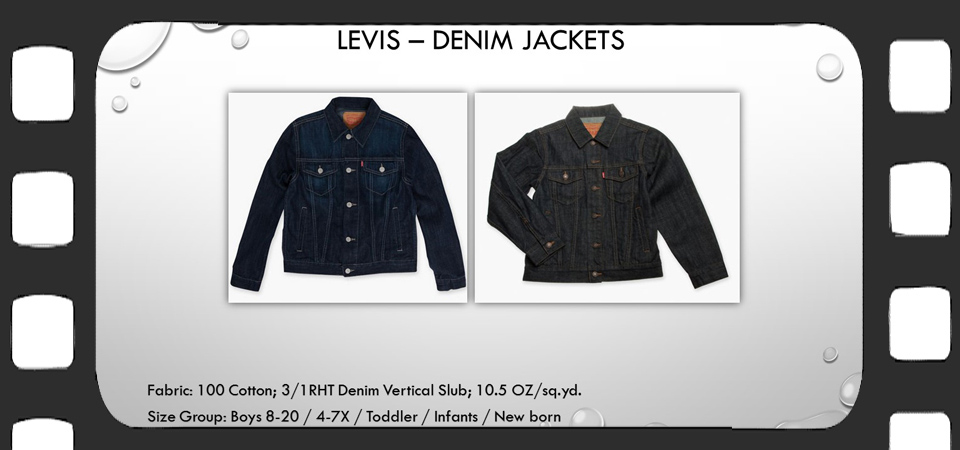 LEVIS – DENIM JACKETS
Fabric: 100 Cotton; 3/1RHT Denim Vertical Slub; 10.5 OZ/sq.yd.
Size Group: Boys 8-20 / 4-7X / Toddler / Infants / New born